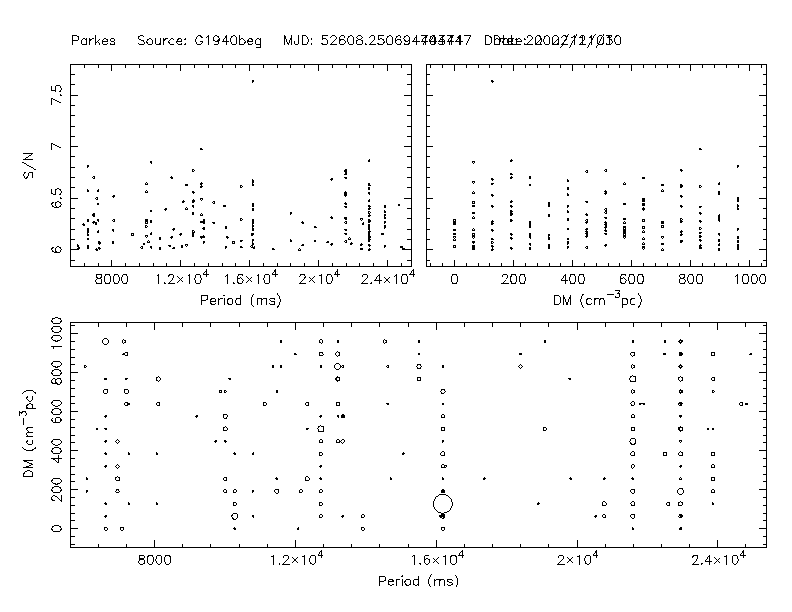 Parkes Source: G1940beg MJD: 52608.250694
S/N
7.5
7
6.5
6
8000 1.2×10⁴ 1.6×10⁴ 2×10⁴ 2.4×10⁴
Period (ms)
0 200 400 600 800 1000
DM (cm⁻³pc)
DM (cm⁻³pc)
1000
800
600
400
200
0
8000 1.2×10⁴ 1.6×10⁴ 2×10⁴ 2.4×10⁴
Period (ms)